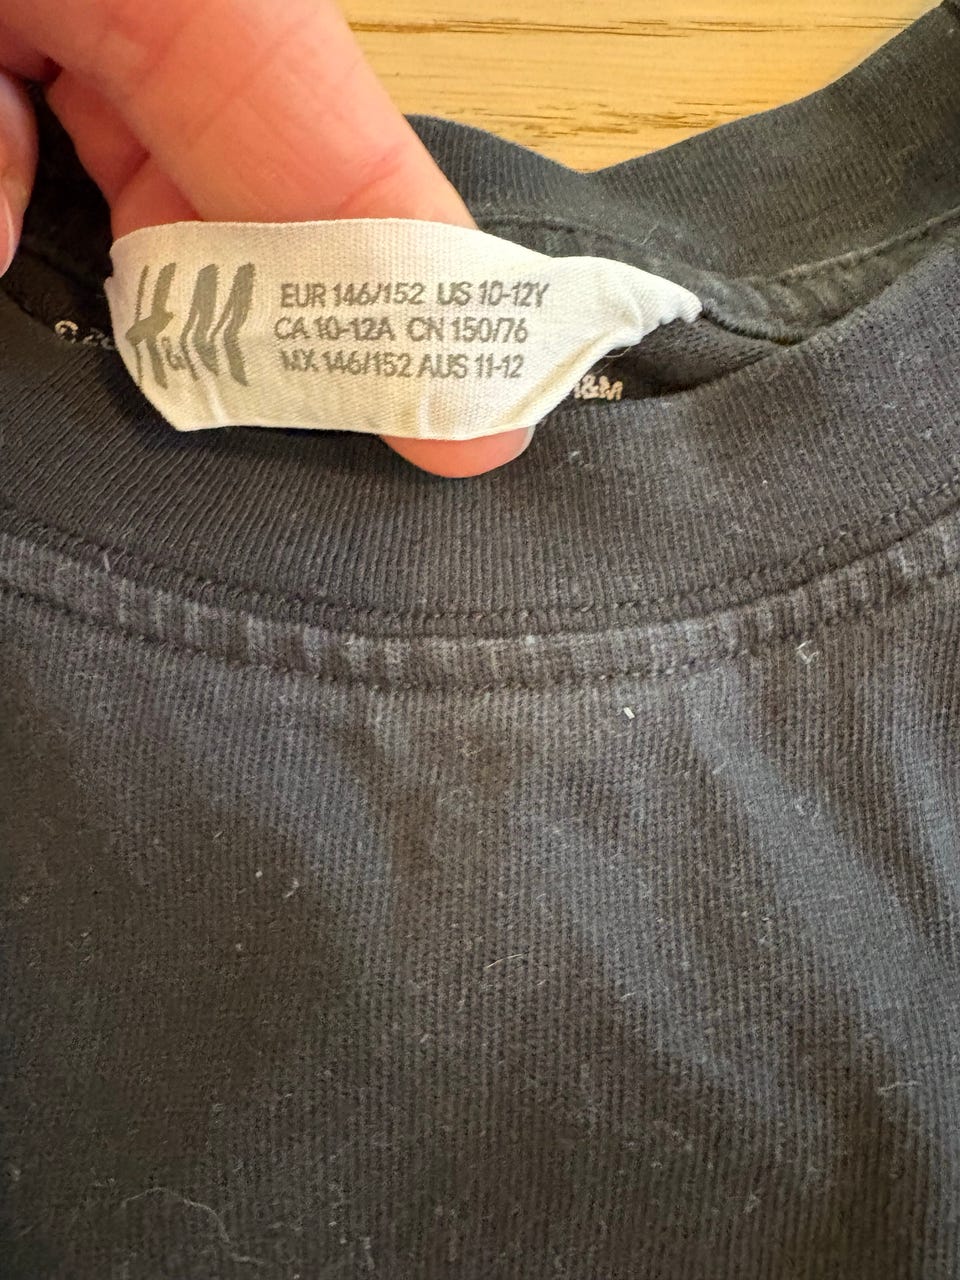 H&M
EUR 146/152 US 10-12Y
CA 10-12A CN 150/76
MX 146/152 AUS 11-12
H&M